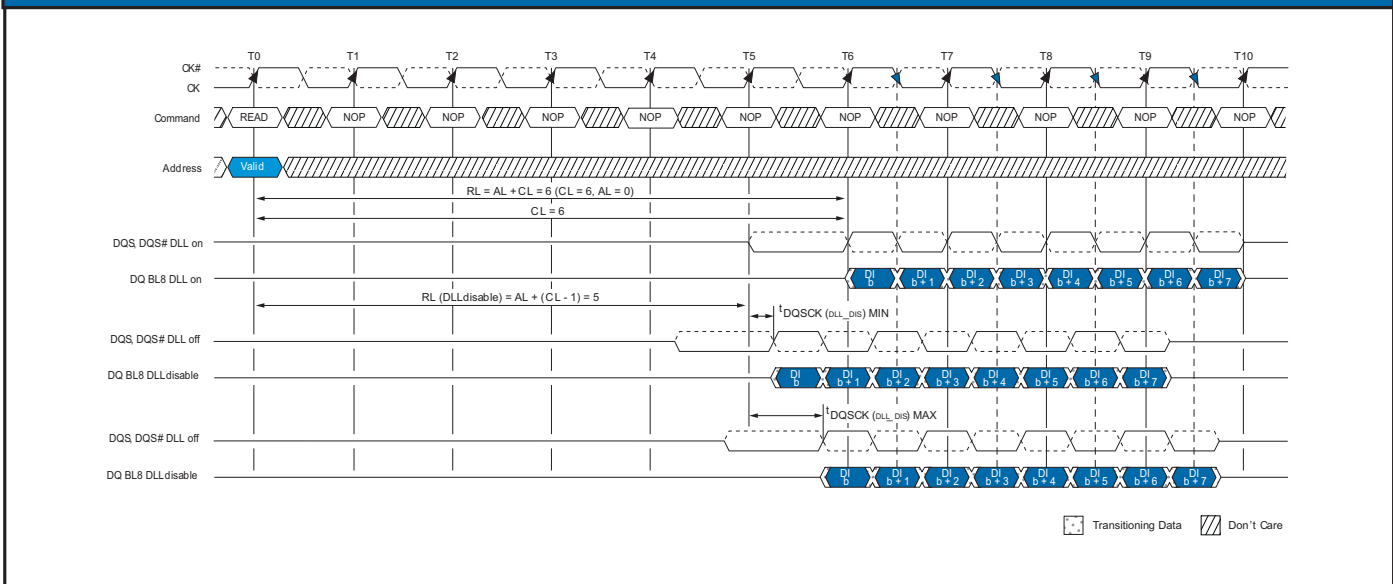 T0 T1 T2 T3 T4 T5 T6 T7 T8 T9 T10
CK#
CK
Command READ NOP NOP NOP NOP NOP NOP NOP NOP NOP NOP
Address Valid
RL = AL + CL = 6 (CL = 6, AL = 0)
CL = 6
DQS, DQS# DLL on
DQ BL8 DLL on DI b DI b + 1 DI b + 2 DI b + 3 DI b + 4 DI b + 5 DI b + 6 DI b + 7
RL (DLLdisable) = AL + (CL - 1) = 5
tDQSCK (DLL_DIS) MIN
DQS, DQS# DLL off
DQ BL8 DLLdisable DI b DI b + 1 DI b + 2 DI b + 3 DI b + 4 DI b + 5 DI b + 6 DI b + 7
tDQSCK (DLL_DIS) MAX
DQS, DQS# DLL off
DQ BL8 DLLdisable DI b DI b + 1 DI b + 2 DI b + 3 DI b + 4 DI b + 5 DI b + 6 DI b + 7
Transitioning Data Don't Care